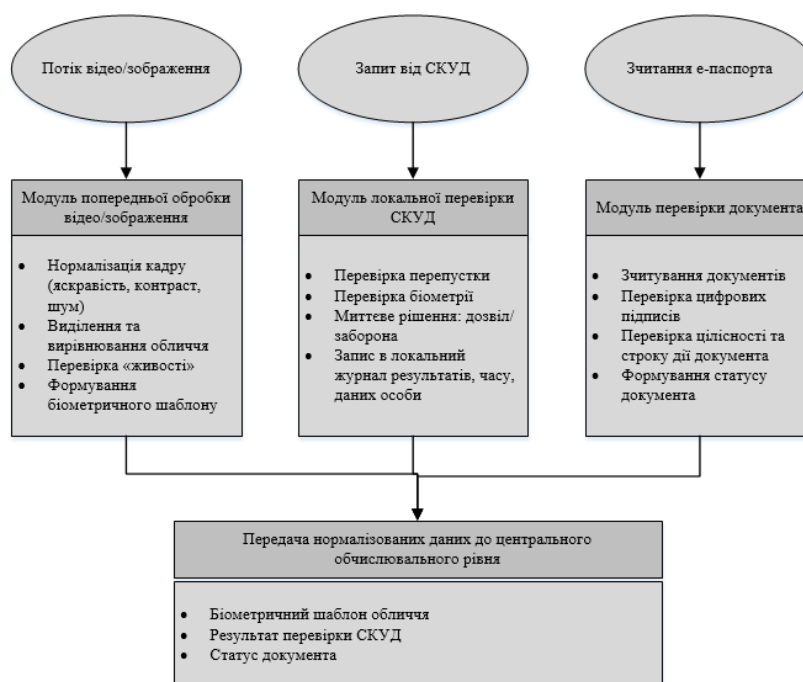 Потік відео/зображення
Запит від СКУД
Зчитання е-паспорта
Модуль попередньої обробки
відео/зображення
• Нормалізація кадру
(яскравість, контраст,
шум)
• Виділення та
вирівнювання обличчя
• Перевірка «живості»
• Формування
біометричного шаблону
Модуль локальної перевірки
СКУД
• Перевірка перепустки
• Перевірка біометрії
• Миттєве рішення: дозвіл/
заборона
• Запис в локальний
журнал результатів, часу,
даних особи
Модуль перевірки документа
• Зчитування документів
• Перевірка цифрових
підписів
• Перевірка цілісності та
строку дії документа
• Формування статусу
документа
Передача нормалізованих даних до центрального
обчислювального рівня
• Біометричний шаблон обличчя
• Результат перевірки СКУД
• Статус документа